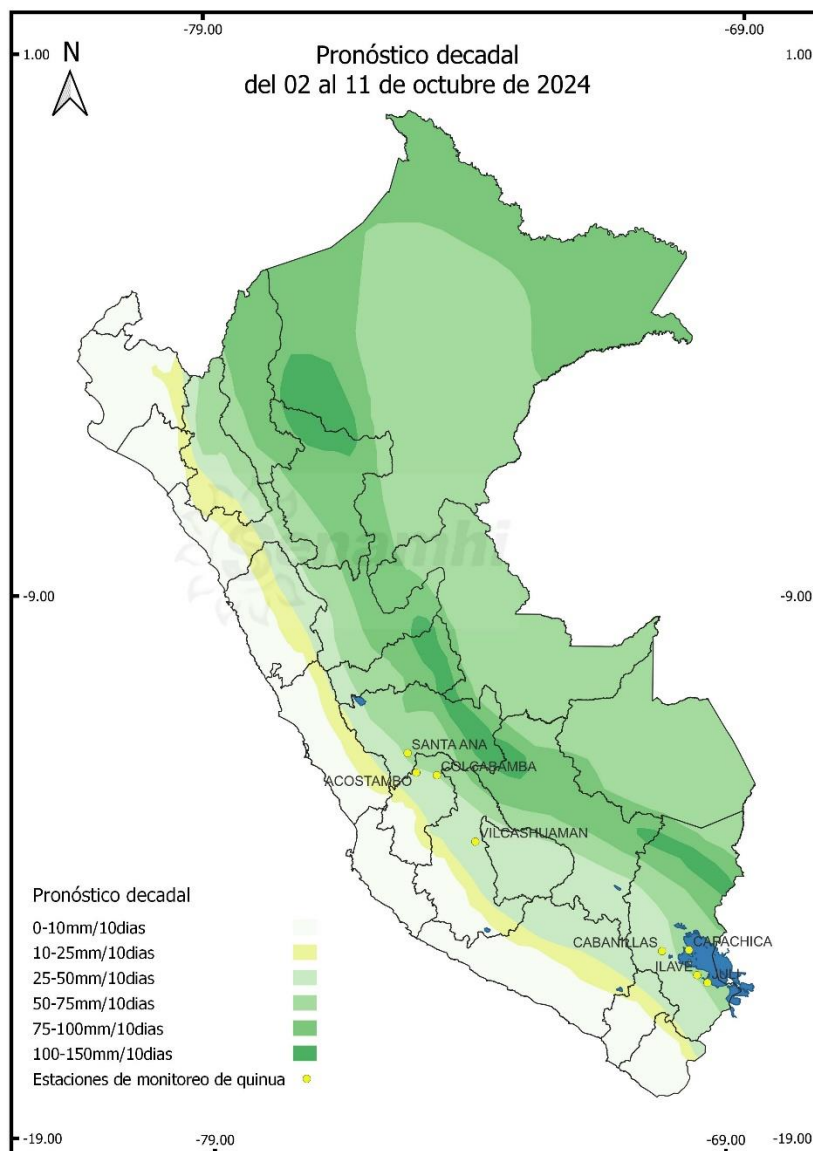 -79.00
-69.00
1.00
1.00
N
Pronóstico decadal
del 02 al 11 de octubre de 2024
Senamhi
-9.00
-9.00
SANTA ANA
ACOSTAMBO
COLCABAMBA
VILCASHUAMAN
CABANILLAS
CAPACHICA
ILAVE
JULI
Pronóstico decadal
0-10mm/10dias
10-25mm/10dias
25-50mm/10dias
50-75mm/10dias
75-100mm/10dias
100-150mm/10dias
Estaciones de monitoreo de quinua
-19.00
-19.00
-79.00
-69.00